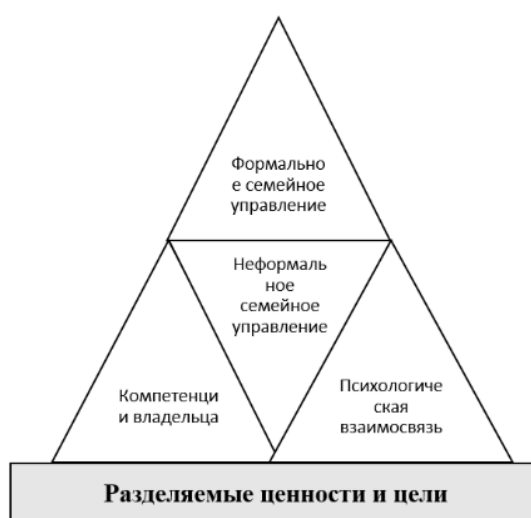 Формально
е семейное
управление
Неформаль
ное
семейное
управление
Компетенци
и владельца
Психологиче
ская
взаимосвязь
Разделяемые ценности и цели